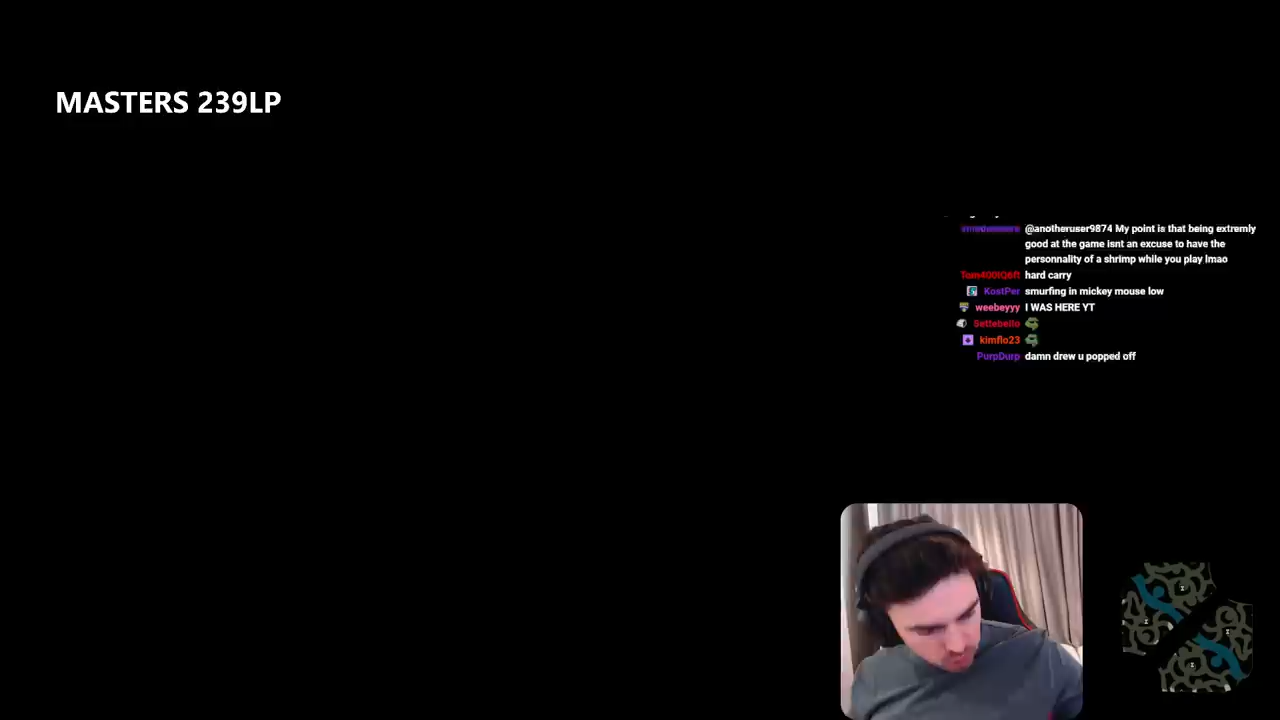 MASTERS 239LP
@anotheruser9874 My point is that being extremly
good at the game isnt an excuse to have the
personnality of a shrimp while you play lmao
Tom400IQ6ft hard carry
KostPer smurfing in mickey mouse low
weebeyyy I WAS HERE YT
Settebello
kimflo23
PurpDurp damn drew u popped off